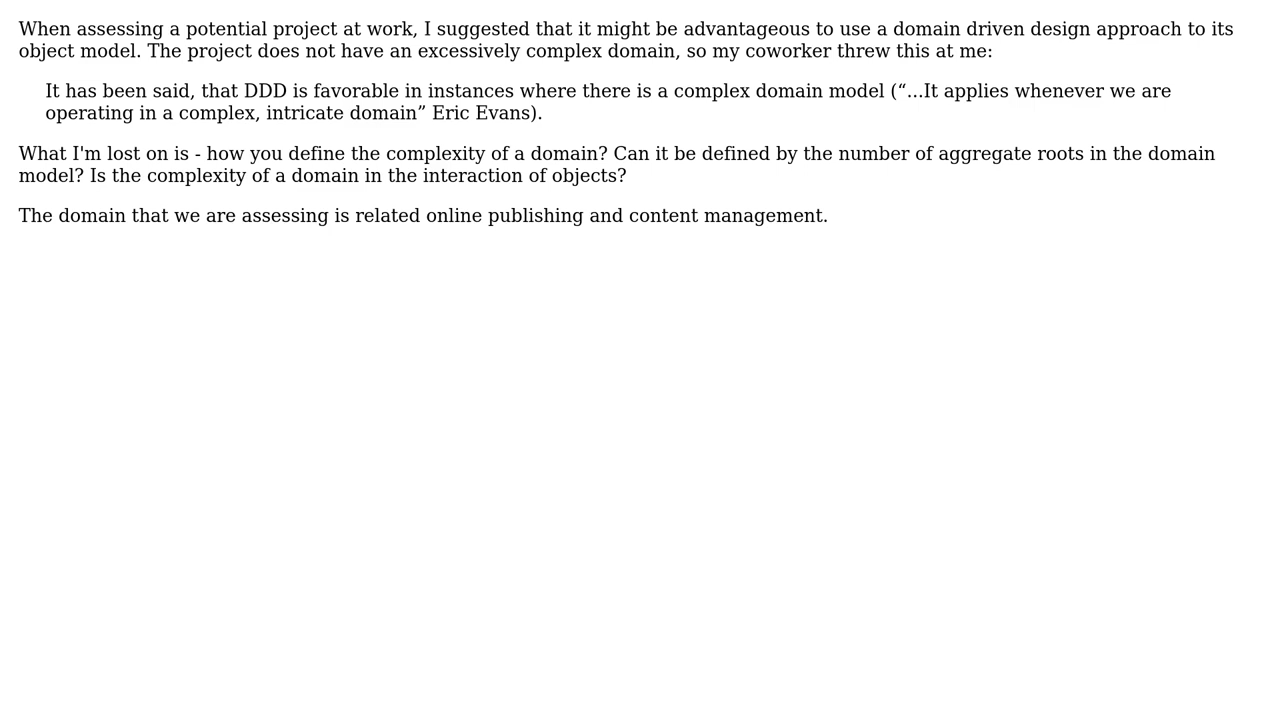 When assessing a potential project at work, I suggested that it might be advantageous to use a domain driven design approach to its
object model. The project does not have an excessively complex domain, so my coworker threw this at me:
It has been said, that DDD is favorable in instances where there is a complex domain model (“...It applies whenever we are
operating in a complex, intricate domain” Eric Evans).
What I'm lost on is - how you define the complexity of a domain? Can it be defined by the number of aggregate roots in the domain
model? Is the complexity of a domain in the interaction of objects?
The domain that we are assessing is related online publishing and content management.